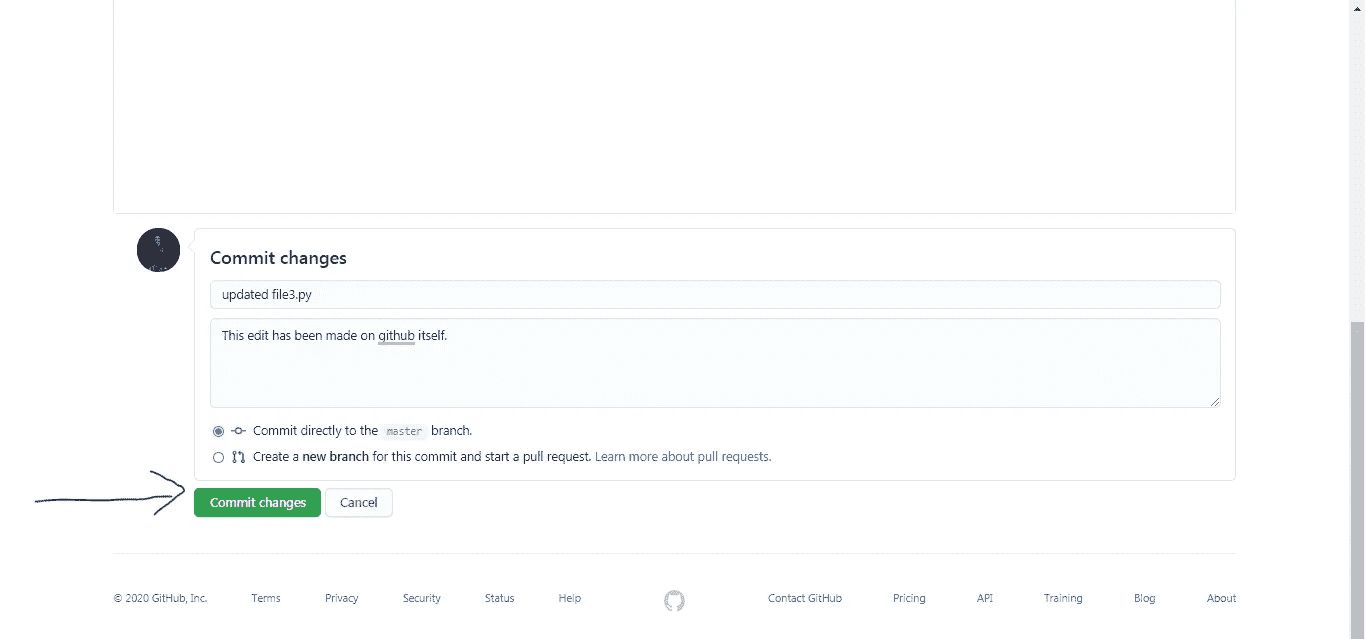 Commit changes
updated file3.py
This edit has been made on github itself.
Commit directly to the master branch.
Create a new branch for this commit and start a pull request. Learn more about pull requests.
Commit changes Cancel
© 2020 GitHub, Inc. Terms Privacy Security Status Help Contact GitHub Pricing API Training Blog About